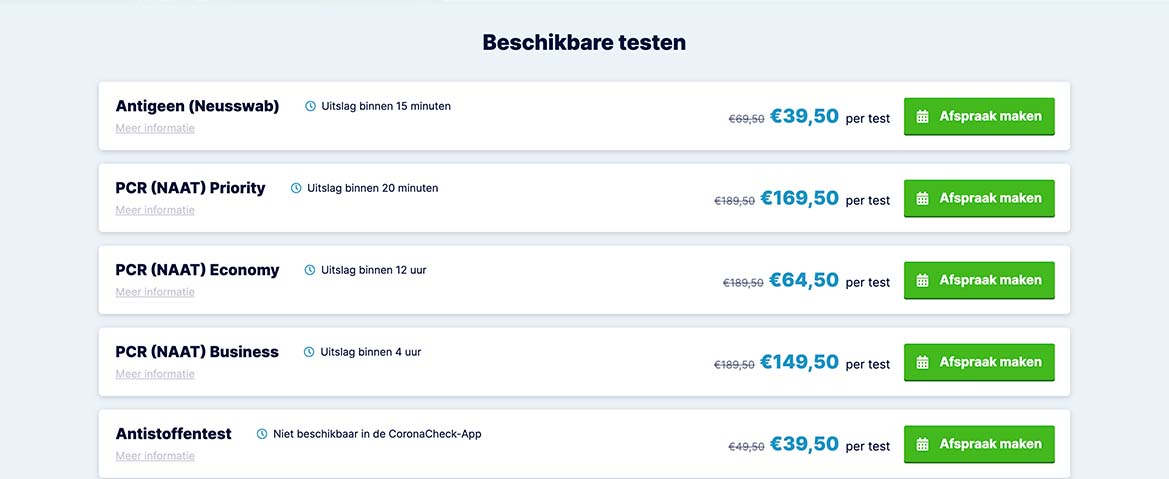 Beschikbare testen
Antigeen (Neusswab) Uitslag binnen 15 minuten
Meer informatie
€69,50 €39,50 per test Afspraak maken
PCR (NAAT) Priority Uitslag binnen 20 minuten
Meer informatie
€189,50 €169,50 per test Afspraak maken
PCR (NAAT) Economy Uitslag binnen 12 uur
Meer informatie
€189,50 €64,50 per test Afspraak maken
PCR (NAAT) Business Uitslag binnen 4 uur
Meer informatie
€189,50 €149,50 per test Afspraak maken
Antistoffentest Niet beschikbaar in de CoronaCheck-App
Meer informatie
€49,50 €39,50 per test Afspraak maken